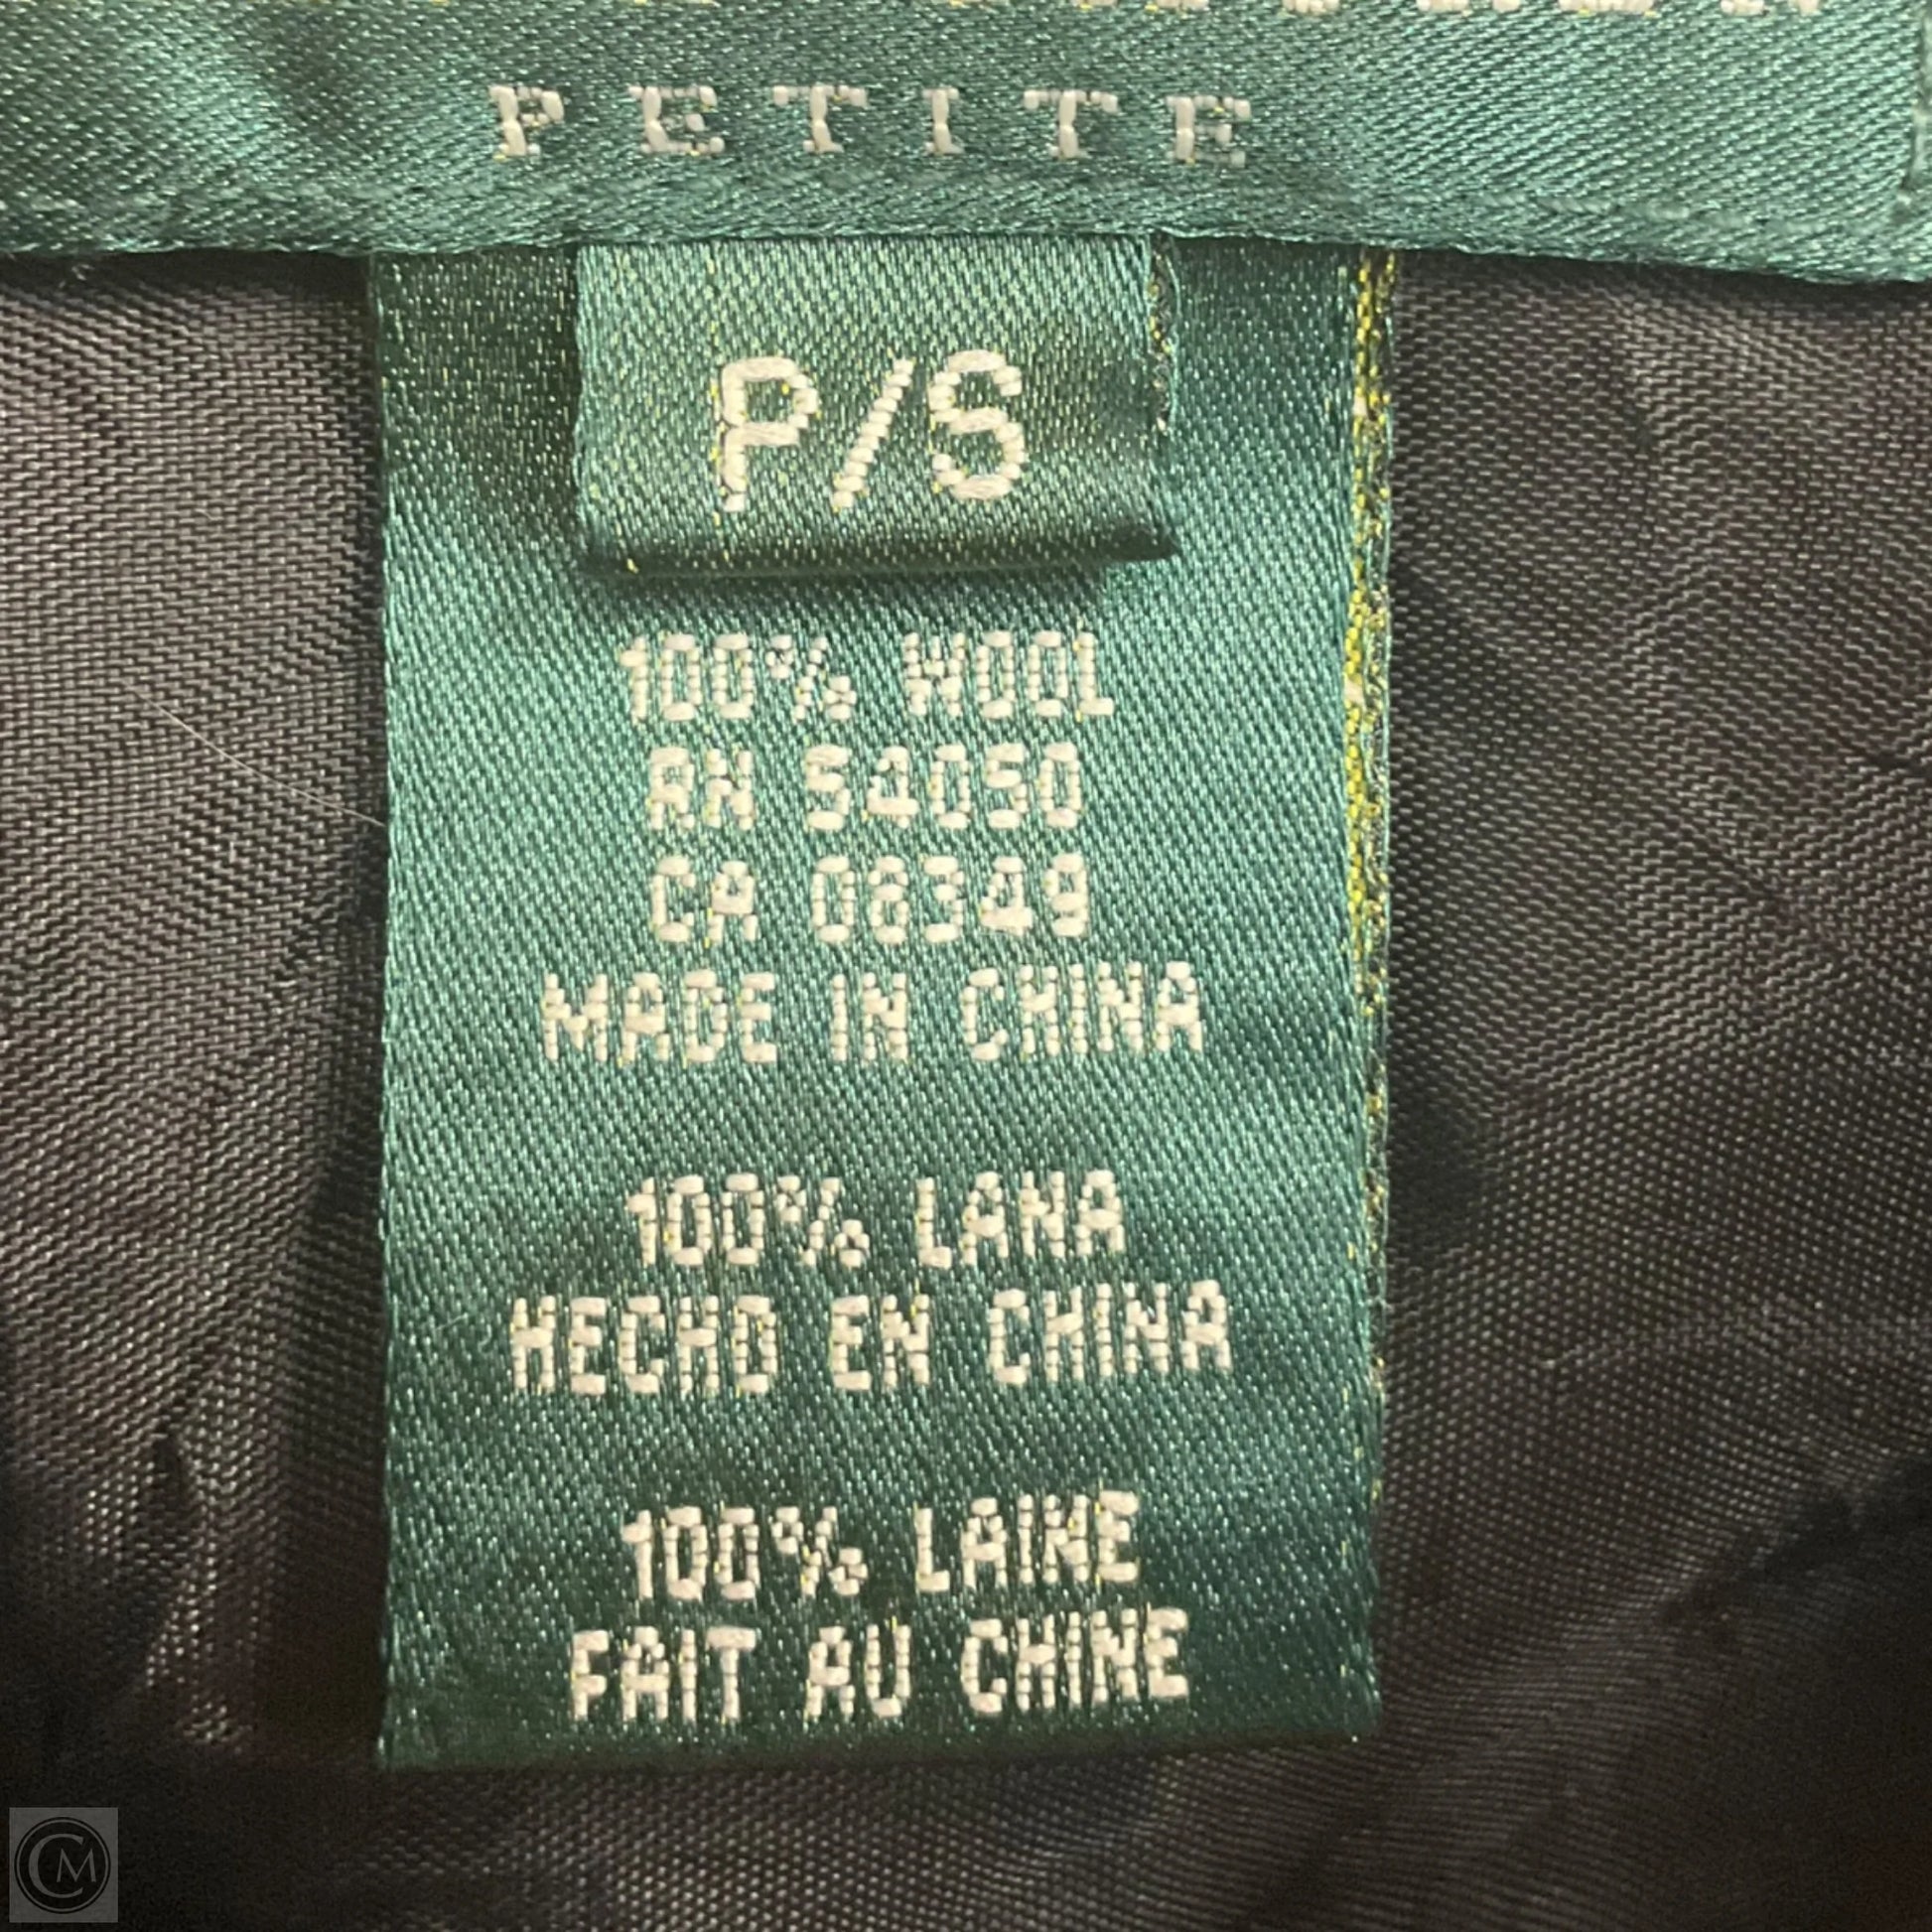 PETITE
P/S
100% WOOL
RN 54050
CA 08349
MADE IN CHINA
100% LANA
HECHO EN CHINA
100% LAINE
FAIT AU CHINE
CM